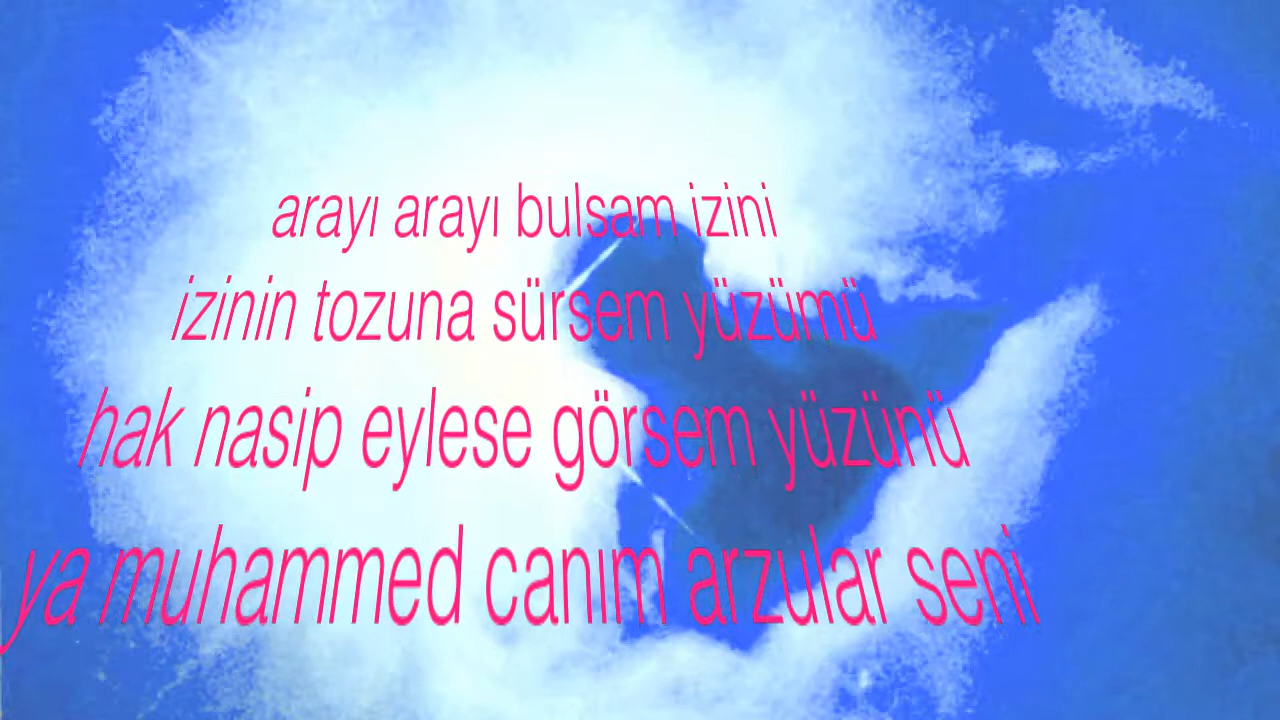 arayı arayı bulsam izini
izinin tozuna sürsem yüzümü
hak nasip eylese görsem yüzünü
ya muhammed canım arzular seni